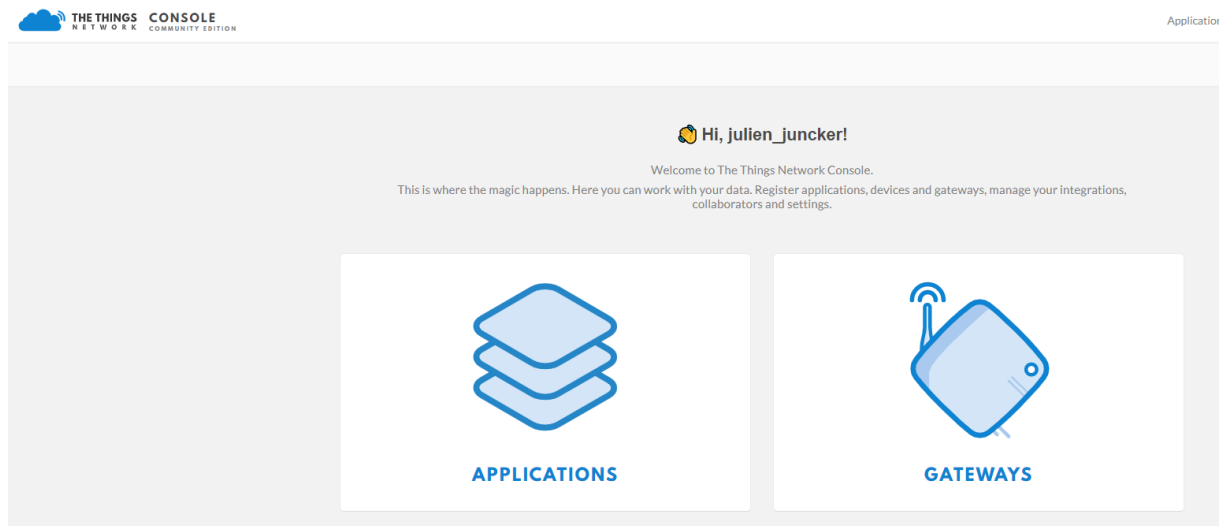 THE THINGS NETWORK CONSOLE COMMUNITY EDITION
Application
Hi, julien_juncker!
Welcome to The Things Network Console.
This is where the magic happens. Here you can work with your data. Register applications, devices and gateways, manage your integrations,
collaborators and settings.
APPLICATIONS
GATEWAYS